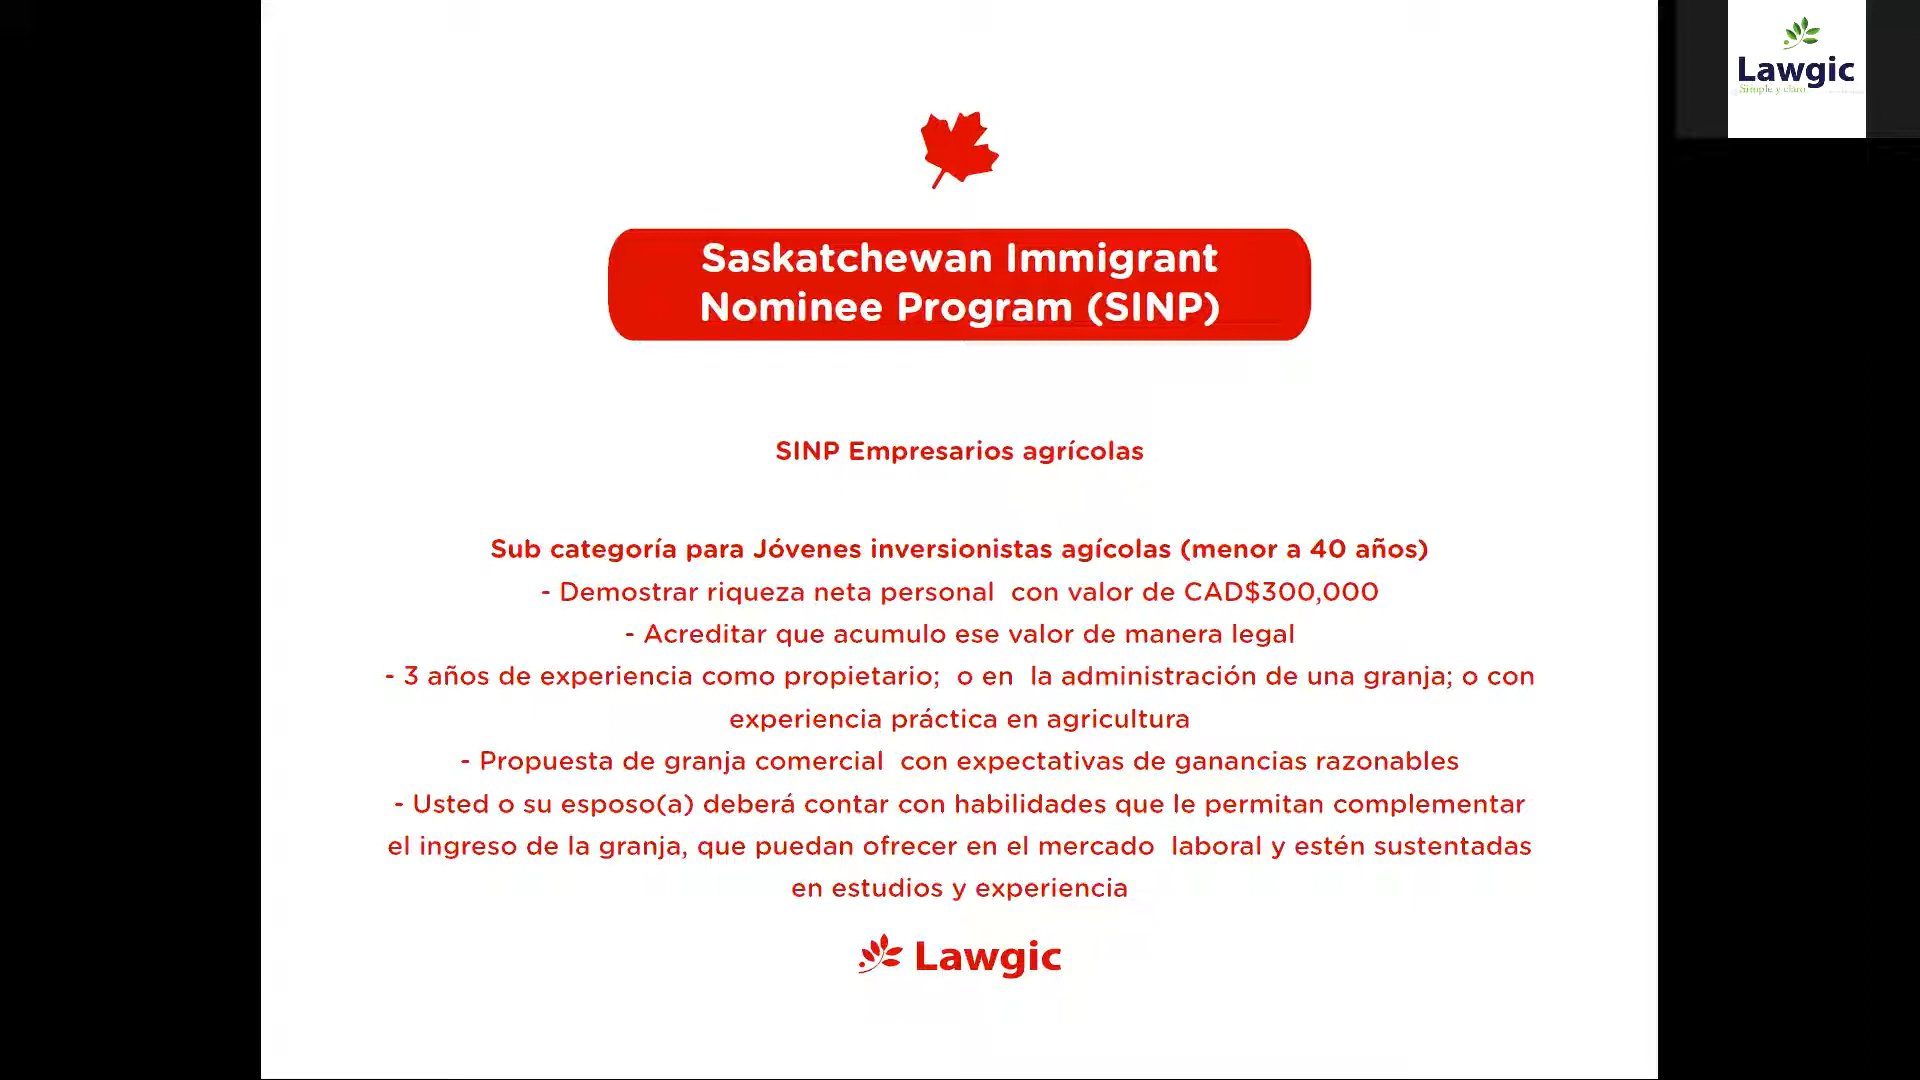 Lawgic
Simple y claro
Saskatchewan Immigrant
Nominee Program (SINP)
SINP Empresarios agrícolas
Sub categoría para Jóvenes inversionistas agícolas (menor a 40 años)
- Demostrar riqueza neta personal con valor de CAD$300,000
- Acreditar que acumulo ese valor de manera legal
- 3 años de experiencia como propietario; o en la administración de una granja; o con
experiencia práctica en agricultura
- Propuesta de granja comercial con expectativas de ganancias razonables
- Usted o su esposo(a) deberá contar con habilidades que le permitan complementar
el ingreso de la granja, que puedan ofrecer en el mercado laboral y estén sustentadas
en estudios y experiencia
Lawgic